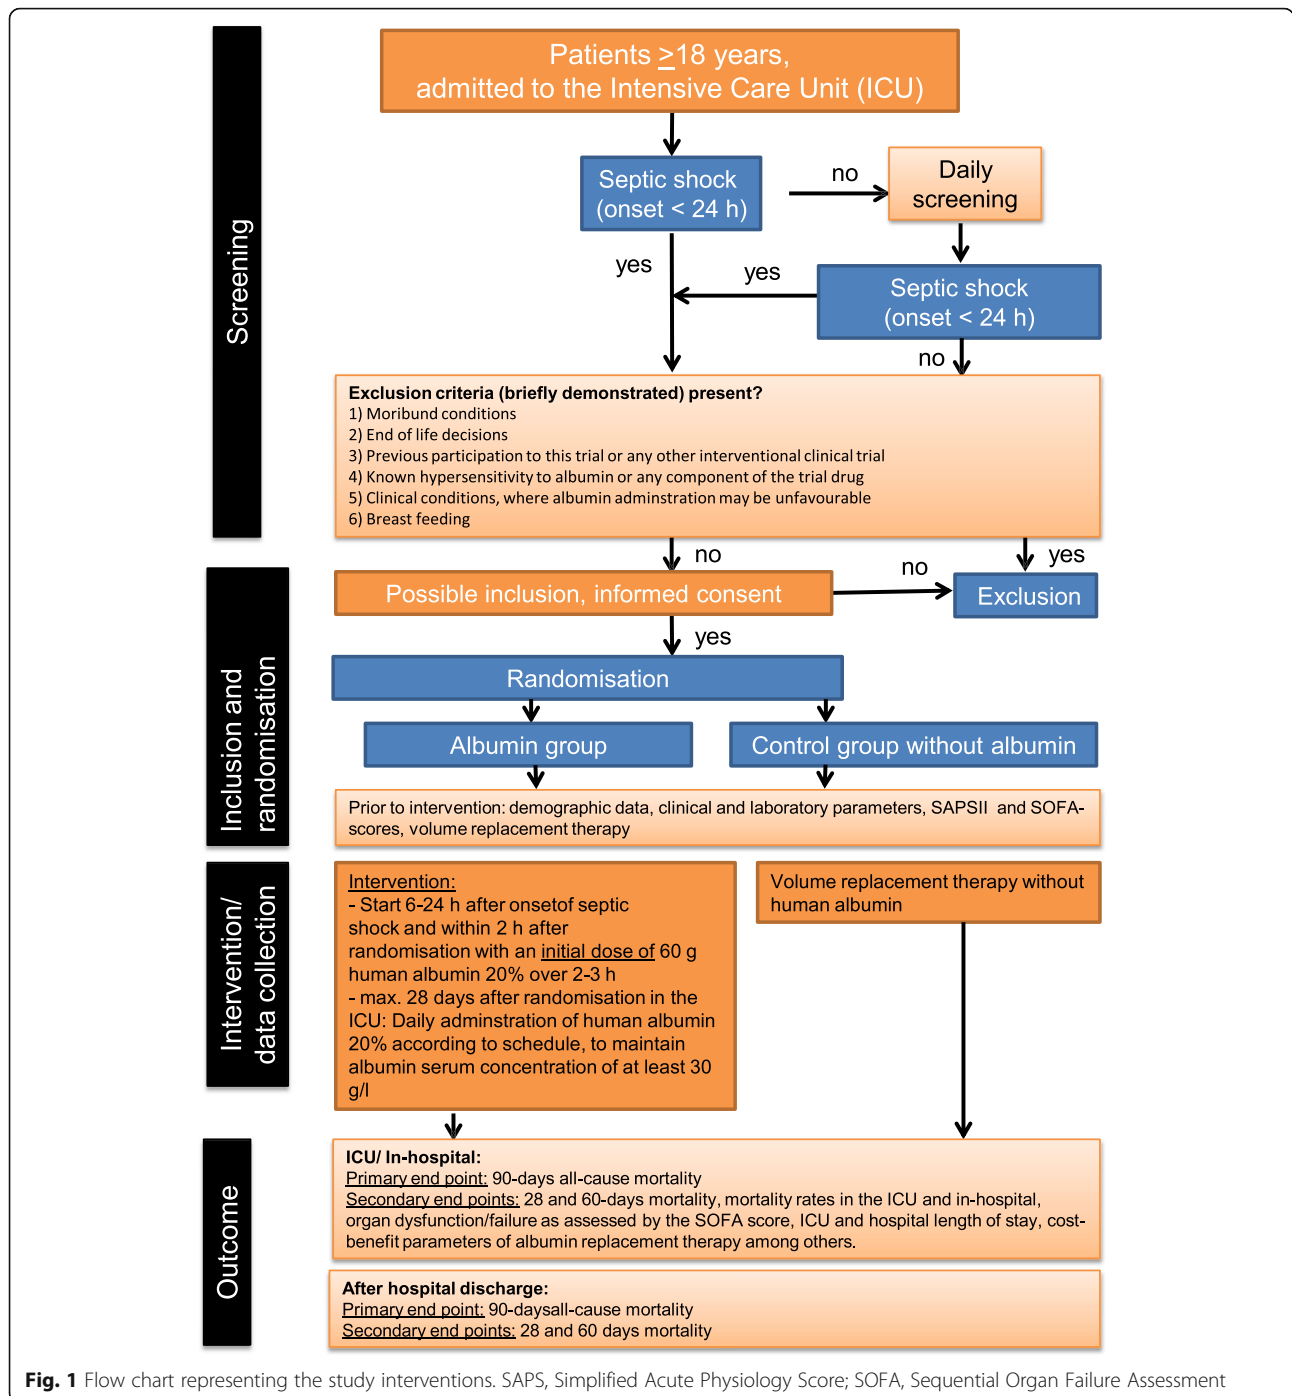 Screening
Patients >18 years,
admitted to the Intensive Care Unit (ICU)
Septic shock
(onset < 24 h)
no
Daily
screening
yes
yes
Septic shock
(onset < 24 h)
no
Exclusion criteria (briefly demonstrated) present?
1) Moribund conditions
2) End of life decisions
3) Previous participation to this trial or any other interventional clinical trial
4) Known hypersensitivity to albumin or any component of the trial drug
5) Clinical conditions, where albumin adminstration may be unfavourable
6) Breast feeding
no
yes
Inclusion and
randomisation
Possible inclusion, informed consent
no
Exclusion
yes
Randomisation
Albumin group
Control group without albumin
Prior to intervention: demographic data, clinical and laboratory parameters, SAPSII and SOFA-
scores, volume replacement therapy
Intervention/
data collection
Intervention:
- Start 6-24 h after onsetof septic
shock and within 2 h after
randomisation with an initial dose of 60 g
human albumin 20% over 2-3 h
- max. 28 days after randomisation in the
ICU: Daily adminstration of human albumin
20% according to schedule, to maintain
albumin serum concentration of at least 30
g/l
Volume replacement therapy without
human albumin
Outcome
ICU/ In-hospital:
Primary end point: 90-days all-cause mortality
Secondary end points: 28 and 60-days mortality, mortality rates in the ICU and in-hospital,
organ dysfunction/failure as assessed by the SOFA score, ICU and hospital length of stay, cost-
benefit parameters of albumin replacement therapy among others.
After hospital discharge:
Primary end point: 90-daysall-cause mortality
Secondary end points: 28 and 60 days mortality
Fig. 1 Flow chart representing the study interventions. SAPS, Simplified Acute Physiology Score; SOFA, Sequential Organ Failure Assessment